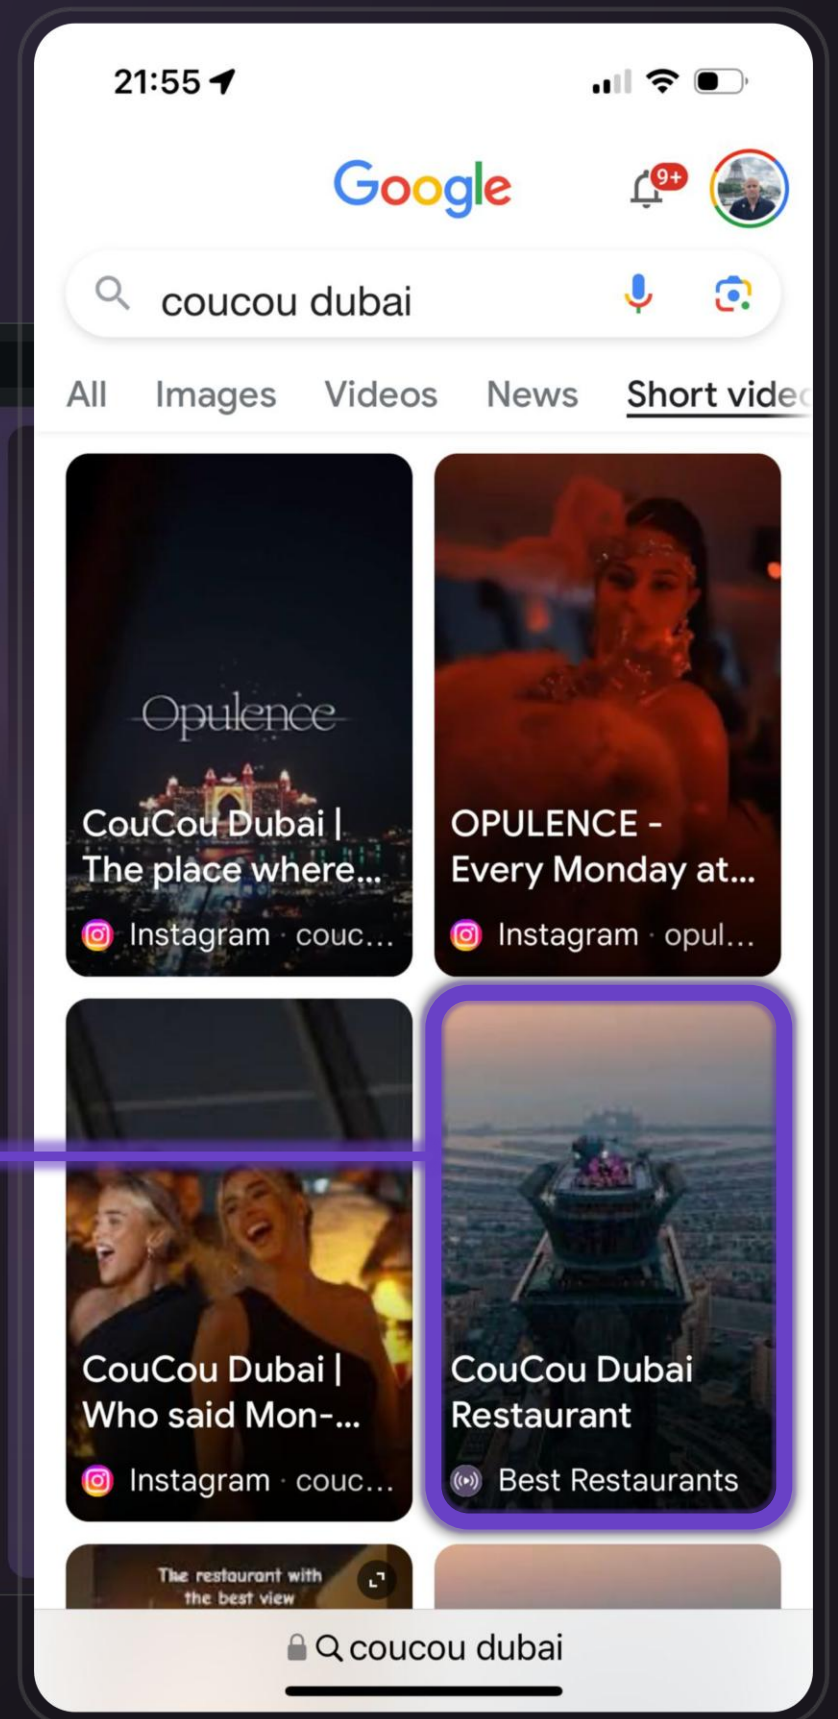 21:55
Google
9+
coucou dubai
All Images Videos News Short vide
Opulence
CouCou Dubai |
The place where...
Instagram · couc...
OPULENCE -
Every Monday at...
Instagram · opul...
CouCou Dubai |
Who said Mon-...
Instagram · couc...
CouCou Dubai
Restaurant
Best Restaurants
The restaurant with
the best view
coucou dubai